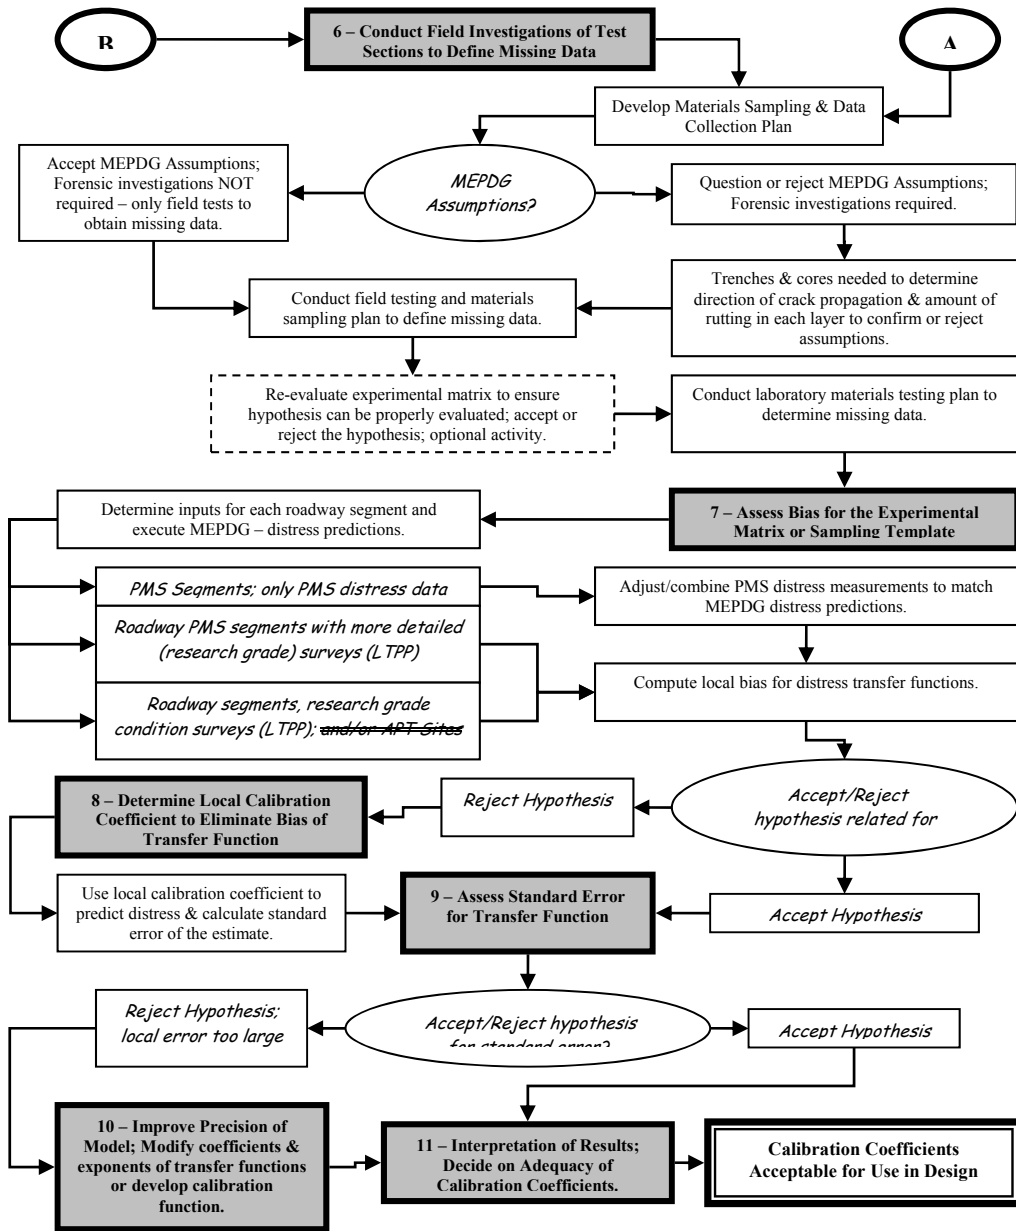 B
6 – Conduct Field Investigations of Test
Sections to Define Missing Data
A
Develop Materials Sampling & Data
Collection Plan
Accept MEPDG Assumptions;
Forensic investigations NOT
required – only field tests to
obtain missing data.
MEPDG
Assumptions?
Question or reject MEPDG Assumptions;
Forensic investigations required.
Conduct field testing and materials
sampling plan to define missing data.
Trenches & cores needed to determine
direction of crack propagation & amount of
rutting in each layer to confirm or reject
assumptions.
Re-evaluate experimental matrix to ensure
hypothesis can be properly evaluated; accept or
reject the hypothesis; optional activity.
Conduct laboratory materials testing plan to
determine missing data.
Determine inputs for each roadway segment and
execute MEPDG – distress predictions.
7 – Assess Bias for the Experimental
Matrix or Sampling Template
PMS Segments; only PMS distress data
Adjust/combine PMS distress measurements to match
MEPDG distress predictions.
Roadway PMS segments with more detailed
(research grade) surveys (LTPP)
Compute local bias for distress transfer functions.
Roadway segments, research grade
condition surveys (LTPP); and/or APT Sites
8 – Determine Local Calibration
Coefficient to Eliminate Bias of
Transfer Function
Reject Hypothesis
Accept/Reject
hypothesis related for
Use local calibration coefficient to
predict distress & calculate standard
error of the estimate.
9 – Assess Standard Error
for Transfer Function
Accept Hypothesis
Reject Hypothesis;
local error too large
Accept/Reject hypothesis
for standard error?
Accept Hypothesis
10 – Improve Precision of
Model; Modify coefficients &
exponents of transfer functions
or develop calibration
function.
11 – Interpretation of Results;
Decide on Adequacy of
Calibration Coefficients.
Calibration Coefficients
Acceptable for Use in Design